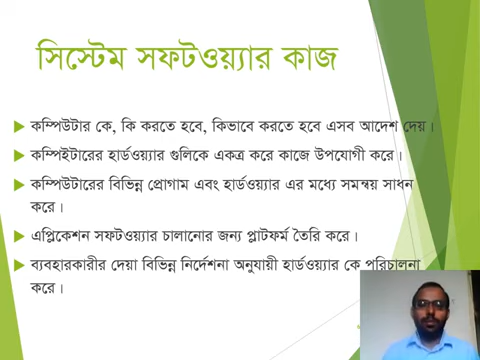 সিস্টেম সফটওয়্যার কাজ
কম্পিউটার কে, কি করতে হবে, কিভাবে করতে হবে এসব আদেশ দেয়।
কম্পিইটারের হার্ডওয়্যার গুলিকে একত্র করে কাজে উপযোগী করে।
কম্পিউটারের বিভিন্ন প্রোগাম এবং হার্ডওয়্যার এর মধ্যে সমন্বয় সাধন
করে।
এপ্লিকেশন সফটওয়্যার চালানোর জন্য প্লাটফর্ম তৈরি করে।
ব্যবহারকারীর দেয়া বিভিন্ন নির্দেশনা অনুযায়ী হার্ডওয়্যার কে পরিচালনা
করে।